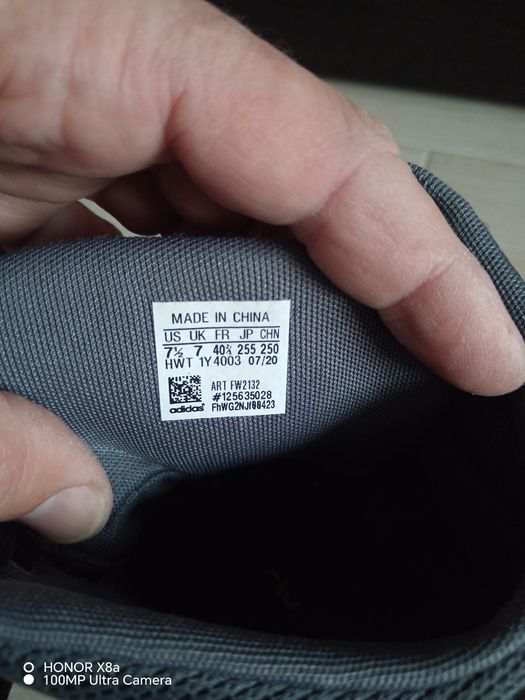 MADE IN CHINA
US UK FR JP CHN
7½ 7 40⅔ 255 250
HWT 1Y4003 07/20
ART FW2132
#125635028
adidas FhWG2NJf00423
HONOR X8a
100MP Ultra Camera